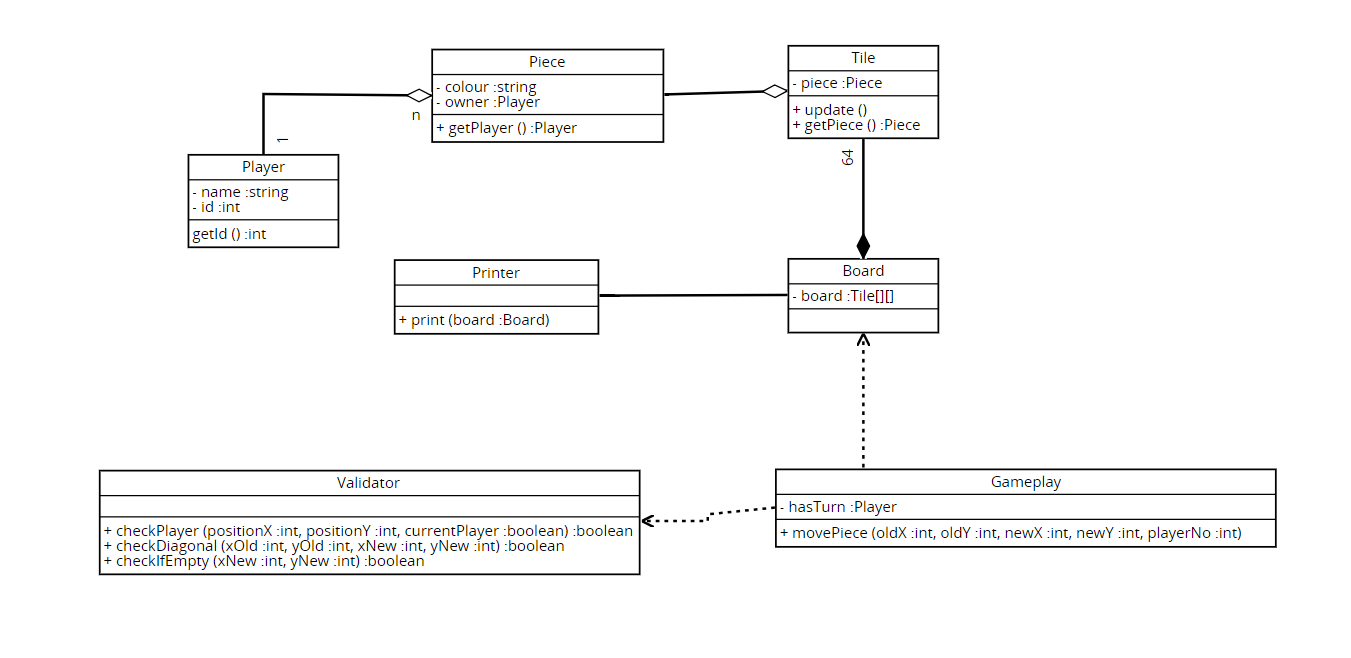 Piece
- colour :string
- owner :Player
+ getPlayer () :Player
Tile
- piece :Piece
+ update ()
+ getPiece () :Piece
n
1
64
Player
- name :string
- id :int
getId () :int
Printer
+ print (board :Board)
Board
- board :Tile[][]
Validator
+ checkPlayer (positionX :int, positionY :int, currentPlayer :boolean) :boolean
+ checkDiagonal (xOld :int, yOld :int, xNew :int, yNew :int) :boolean
+ checkIfEmpty (xNew :int, yNew :int) :boolean
Gameplay
- hasTurn :Player
+ movePiece (oldX :int, oldY :int, newX :int, newY :int, playerNo :int)